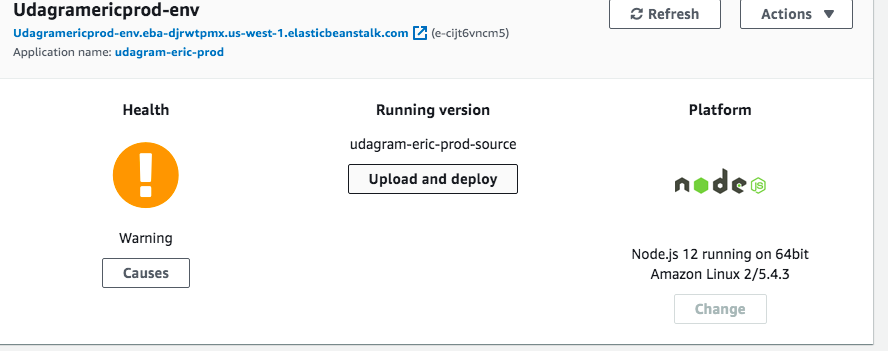 Udagramericprod-env
Refresh
Actions
Udagramericprod-env.eba-djrwtpmx.us-west-1.elasticbeanstalk.com (e-cijt6vncm5)
Application name: udagram-eric-prod
Health
Running version
Platform
udagram-eric-prod-source
Upload and deploy
node JS
Warning
Causes
Node.js 12 running on 64bit
Amazon Linux 2/5.4.3
Change